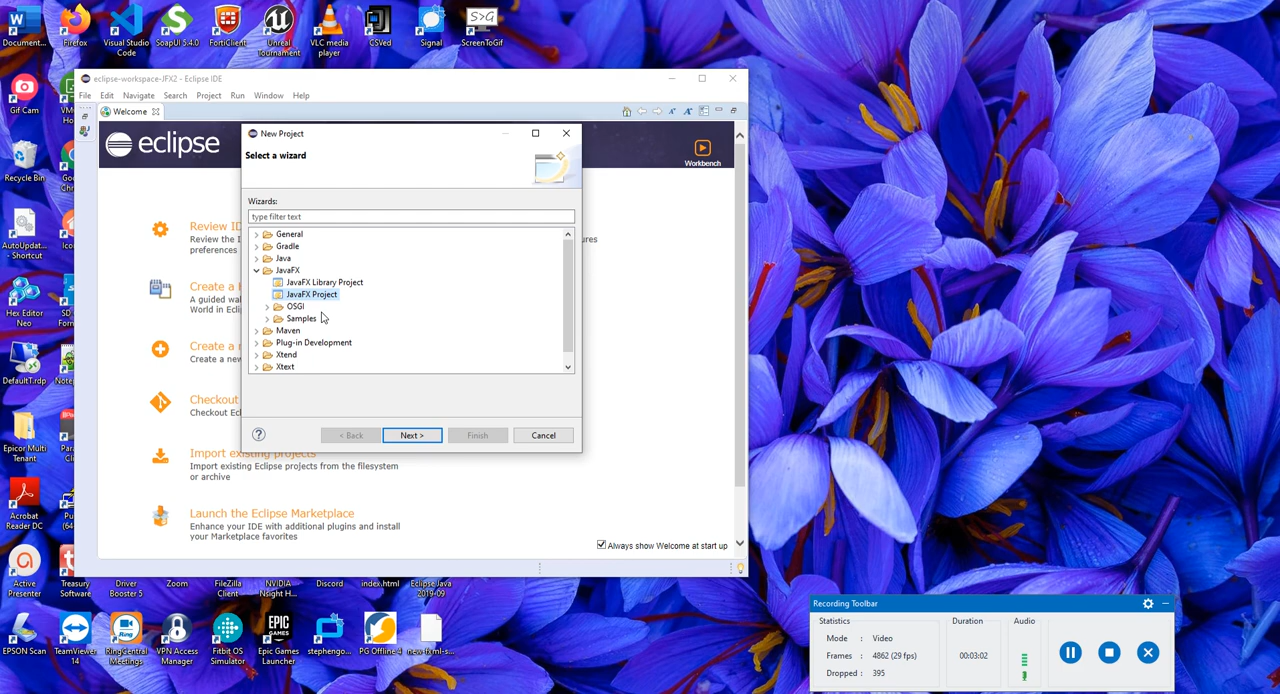 Document...
Firefox
Visual Studio Code
SoapUI 5.4.0
FortiClient
Unreal Tournament
VLC media player
CSVed
Signal
S>G
ScreenToGif
eclipse-workspace-JFX2 - Eclipse IDE
File Edit Navigate Search Project Run Window Help
Welcome
Gif Cam
eclipse
Workbench
New Project
Select a wizard
Wizards:
type filter text
General
Gradle
Java
JavaFX
JavaFX Library Project
JavaFX Project
OSGI
Samples
Maven
Plug-in Development
Xtend
Xtext
< Back
Next >
Finish
Cancel
Recycle Bin
AutoUpdat... - Shortcut
Hex Editor Neo
DefaultT.rdp
Epicor Multi Tenant
Acrobat Reader DC
Review
Review the
preferences
Create a
A guided
World in
Create a
Create a new
Checkout
Checkout
Import existing projects
Import existing Eclipse projects from the filesystem
or archive
Launch the Eclipse Marketplace
Enhance your IDE with additional plugins and install
your Marketplace favorites
Always show Welcome at start up
Active Presenter
Treasury Software
Driver Booster 5
Zoom
FileZilla Client
NVIDIA Nsight H...
Discord
index.html
Eclipse Java 2019-09
EPSON Scan
TeamViewer 14
Ring
RingCentral Meetings
VPN Access Manager
Fitbit OS Simulator
EPIC GAMES
Epic Games Launcher
stephengo...
PG Offline 4
new-fxml-s...
Recording Toolbar
Statistics
Mode : Video
Frames : 4862 (29 fps)
Dropped : 395
Duration
00:03:02
Audio